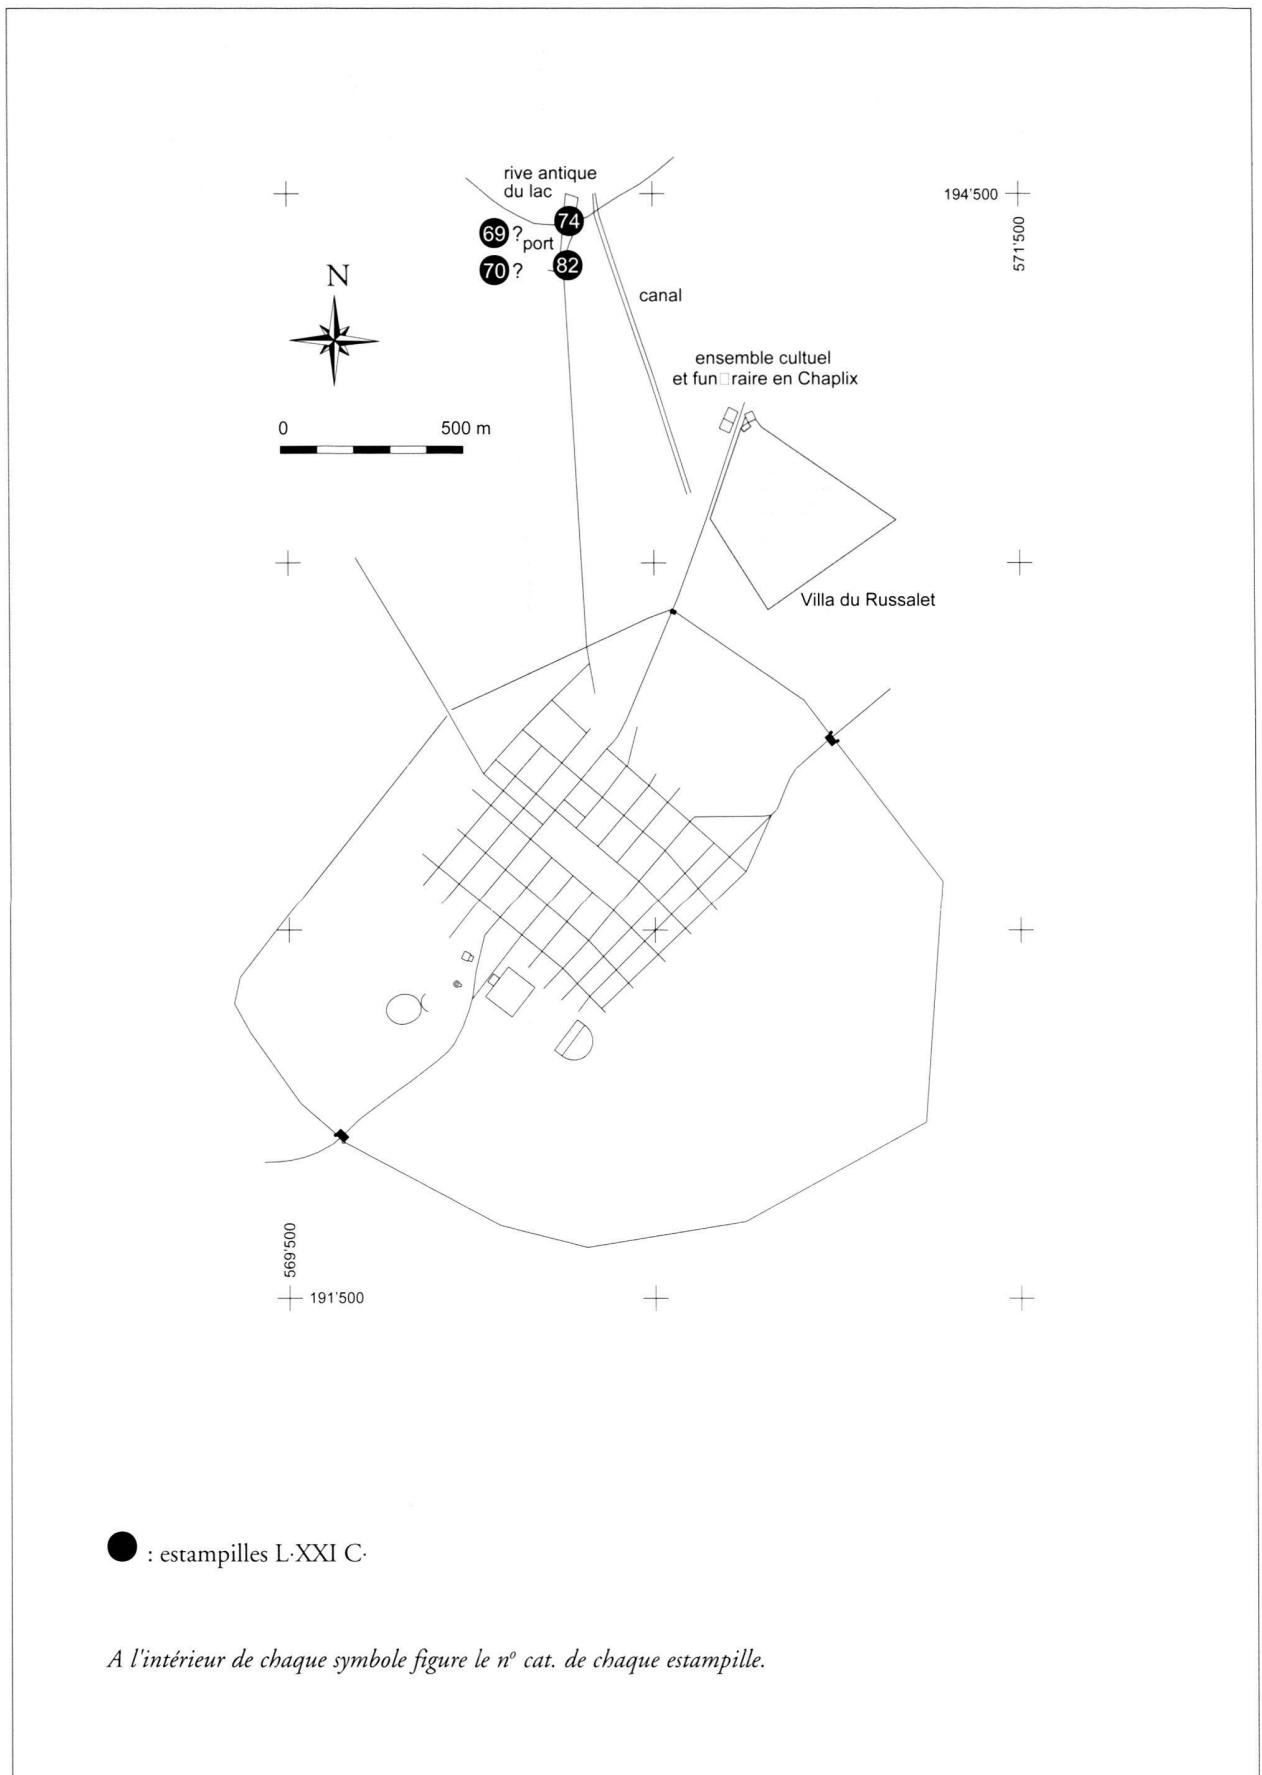 rive antique
du lac
194'500
571'500
74
69 ?
port
70 ?
82
N
canal
ensemble cultuel
et fun□raire en Chaplix
0 500 m
Villa du Russalet
569'500
191'500
: estampilles L·XXI C·
A l'intérieur de chaque symbole figure le nº cat. de chaque estampille.